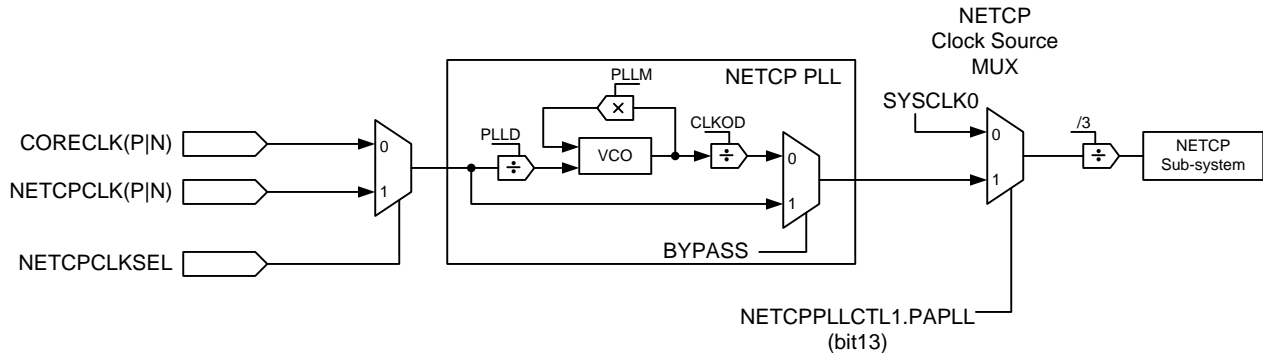 NETCP
Clock Source
MUX
NETCP PLL
PLLM
×
SYSCLK0
PLLD
CLKOD
/3
CORECLK(P|N)
0
VCO
0
0
÷
÷
÷
NETCP
Sub-system
NETCPCLK(P|N)
1
1
1
BYPASS
NETCPCLKSEL
NETCPPLLCTL1.PAPLL
(bit13)